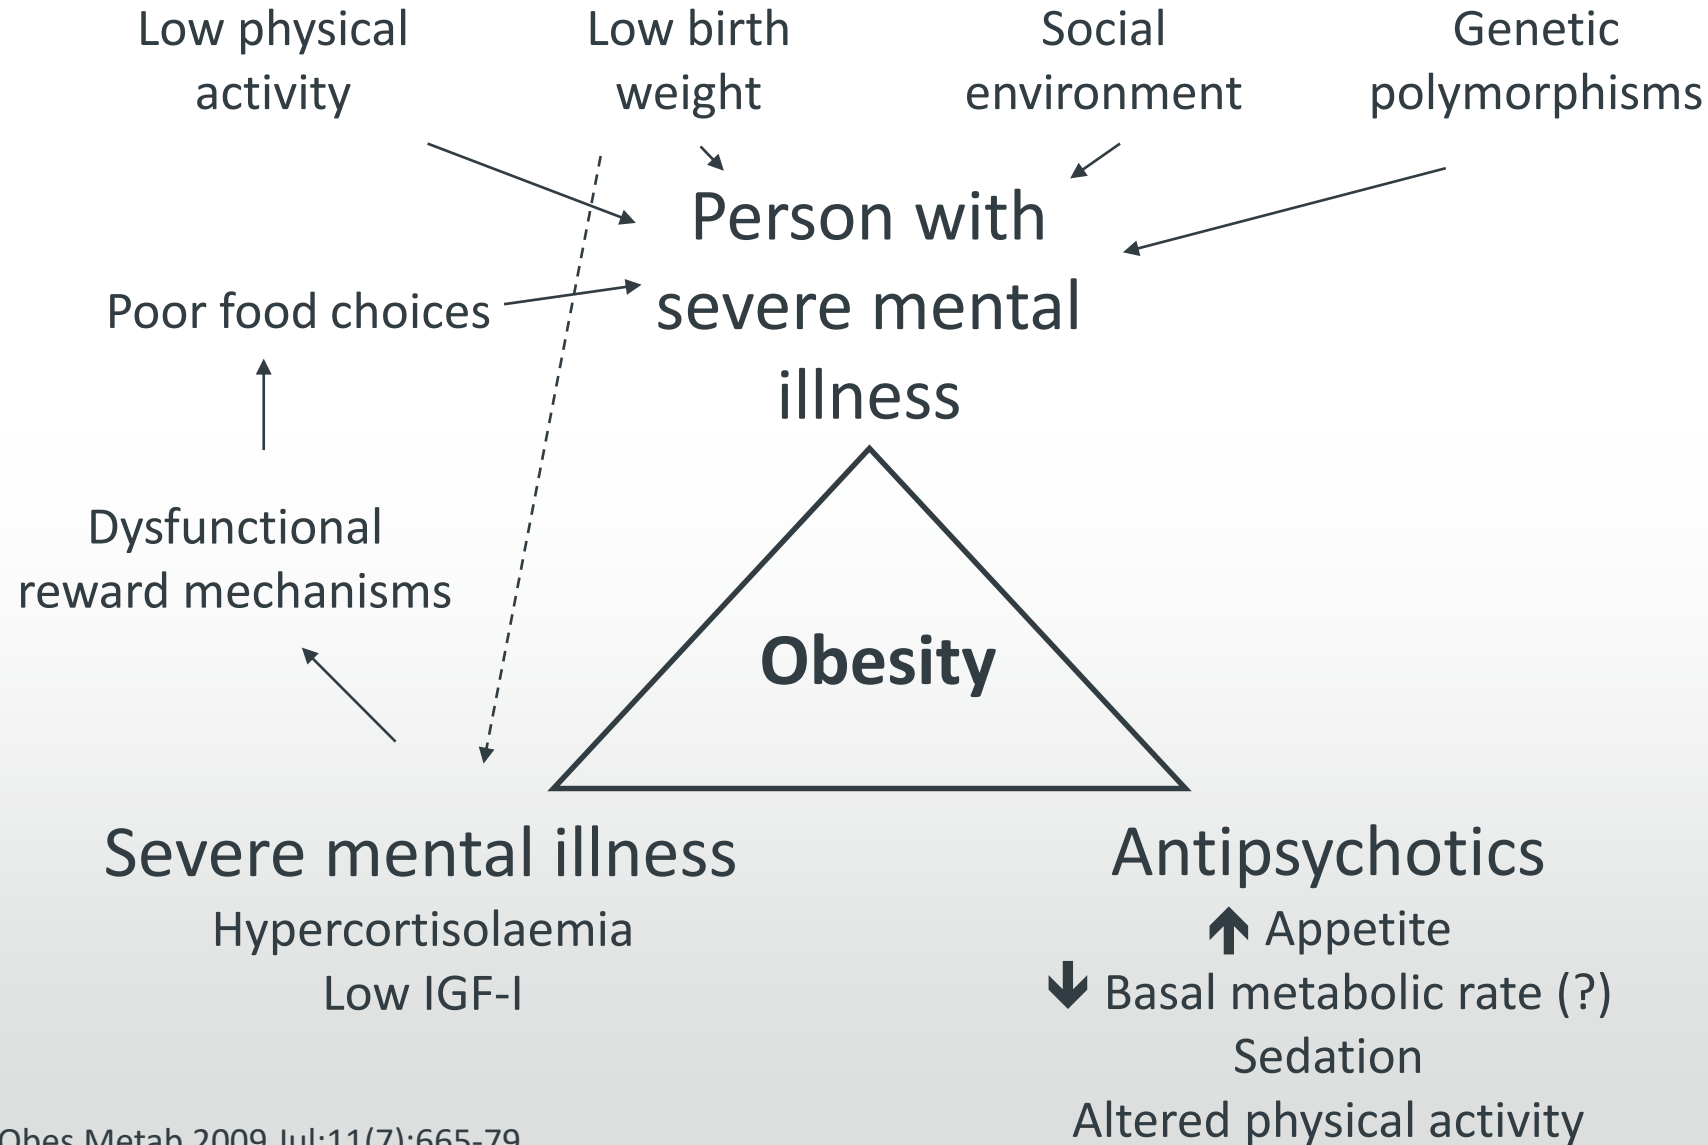 Low physical
activity
Low birth
weight
Social
environment
Genetic
polymorphisms
Person with
severe mental
illness
Poor food choices
Dysfunctional
reward mechanisms
Obesity
Severe mental illness
Hypercortisolaemia
Low IGF-I
Antipsychotics
🡹 Appetite
🡻 Basal metabolic rate (?)
Sedation
Altered physical activity
Obes Metab 2009 Jul;11(7):665-79